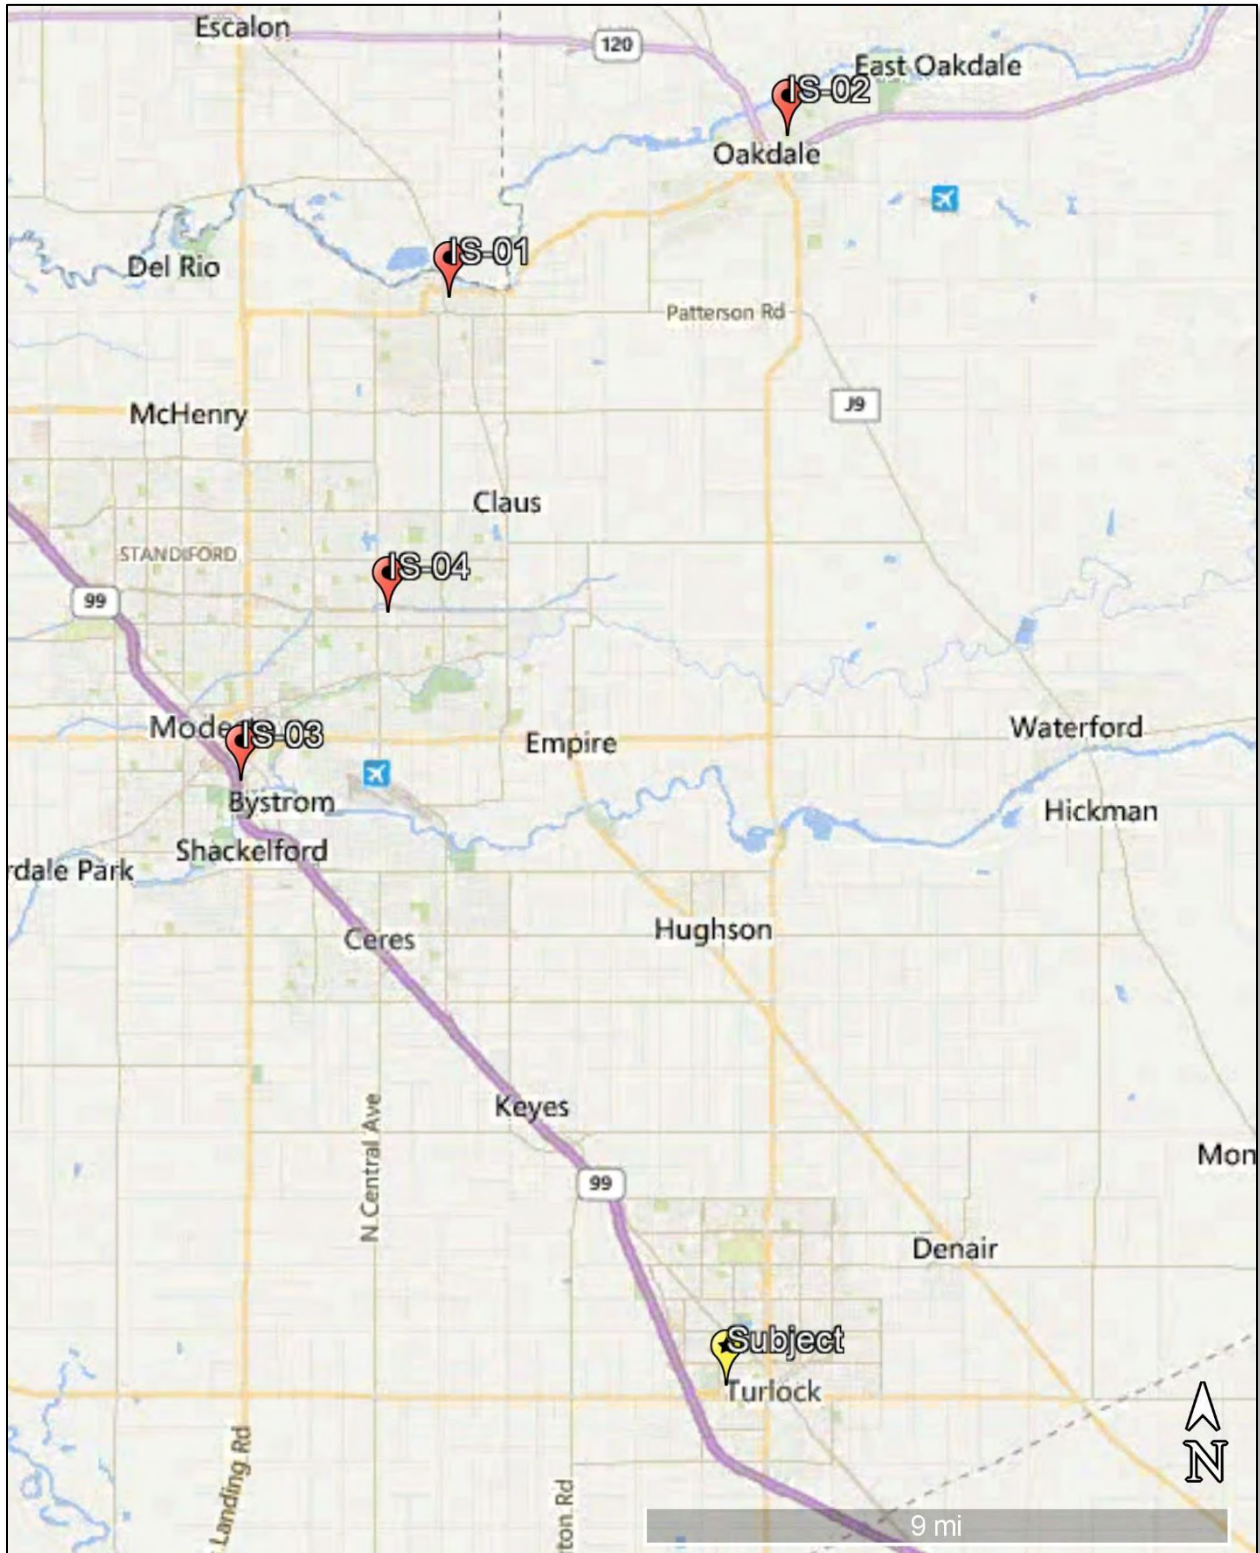 Escalon
120
East Oakdale
IS-02
Oakdale
IS-01
Del Rio
Patterson Rd
J9
McHenry
Claus
STANDIFORD
IS-04
99
Mode
IS-03
Empire
Waterford
Bystrom
Hickman
Shackelford
rdale Park
Hughson
Ceres
Keyes
N Central Ave
Mon
99
Denair
Subject
Turlock
Landing Rd
rton Rd
N
9 mi